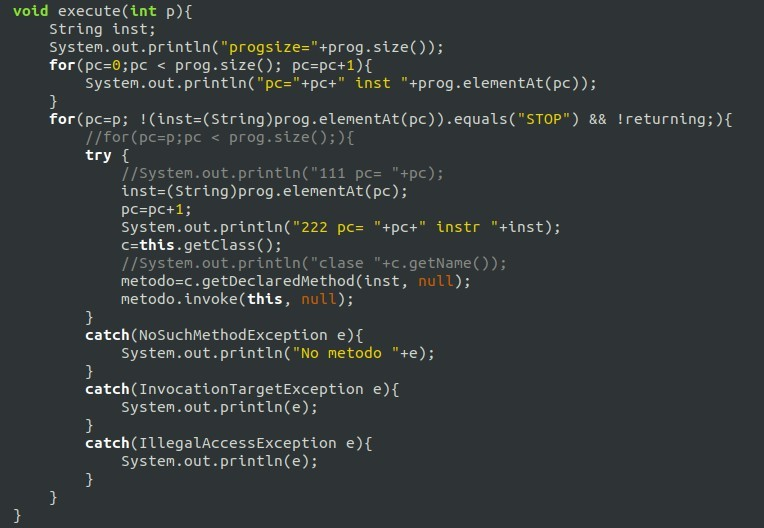 void execute(int p){
    String inst;
    System.out.println("progsize="+prog.size());
    for(pc=0;pc < prog.size(); pc=pc+1){
        System.out.println("pc="+pc+" inst "+prog.elementAt(pc));
    }
    for(pc=p; !(inst=(String)prog.elementAt(pc)).equals("STOP") && !returning;){
        //for(pc=p;pc < prog.size();){
        try {
            //System.out.println("111 pc= "+pc);
            inst=(String)prog.elementAt(pc);
            pc=pc+1;
            System.out.println("222 pc= "+pc+" instr "+inst);
            c=this.getClass();
            //System.out.println("clase "+c.getName());
            metodo=c.getDeclaredMethod(inst, null);
            metodo.invoke(this, null);
        }
        catch(NoSuchMethodException e){
            System.out.println("No metodo "+e);
        }
        catch(InvocationTargetException e){
            System.out.println(e);
        }
        catch(IllegalAccessException e){
            System.out.println(e);
        }
    }
}